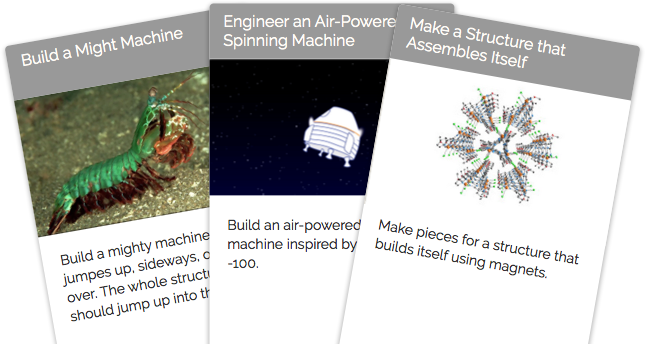 Build a Might Machine
Build a mighty machine
jumpes up, sideways, o
over. The whole struct
should jump up into th
Engineer an Air-Powere
Spinning Machine
Build an air-powered
machine inspired by
-100.
Make a Structure that
Assembles Itself
Make pieces for a structure that
builds itself using magnets.